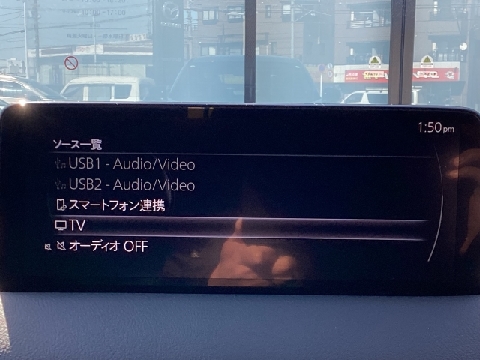 1:50pm
ソース一覧
USB1 - Audio/Video
USB2 - Audio/Video
スマートフォン連携
TV
オーディオ OFF